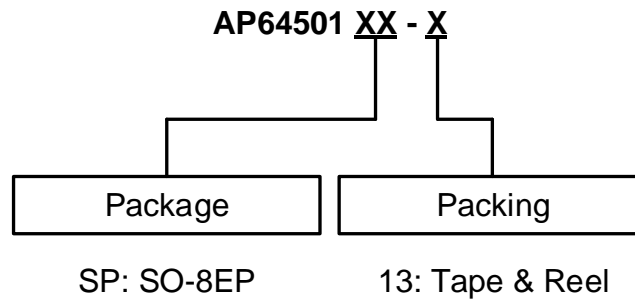 AP64501 XX - X
Package
Packing
SP: SO-8EP
13: Tape & Reel